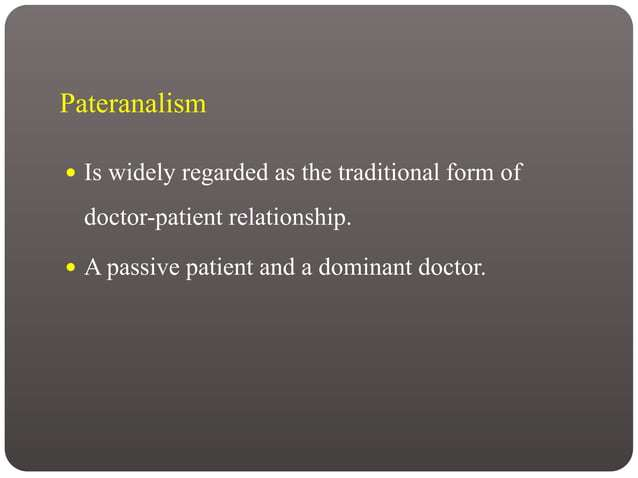 Pateranalism
• Is widely regarded as the traditional form of
doctor-patient relationship.
• A passive patient and a dominant doctor.